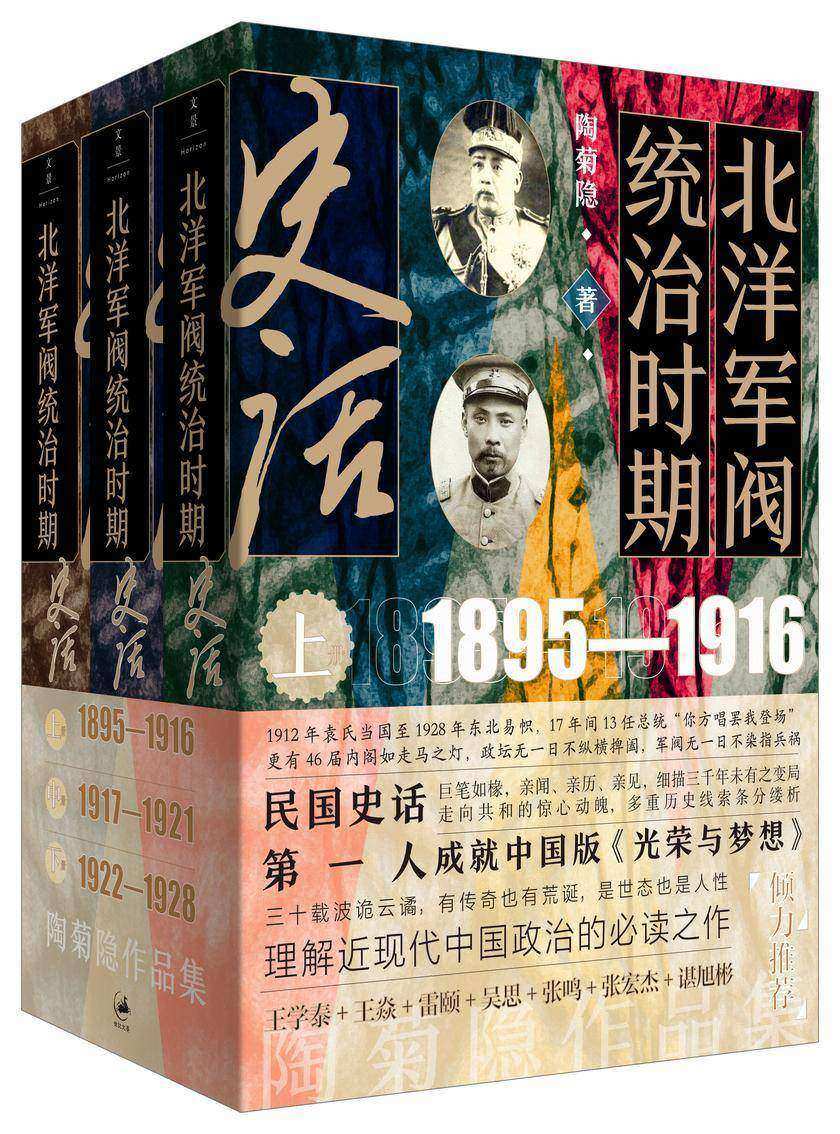 北洋军阀
统治时期
史话
陶菊隐
著
上册
1895—1916
1912年袁氏当国至1928年东北易帜，17年间13任总统“你方唱罢我登场”
更有46届内阁如走马之灯，政坛无一日不纵横捭阖，军阀无一日不染指兵祸
民国史话
第一人
巨笔如椽，亲闻、亲历、亲见，细描三千年未有之变局
走向共和的惊心动魄，多重历史线索条分缕析
成就中国版《光荣与梦想》
三十载波诡云谲，有传奇也有荒诞，是世态也是人性
理解近现代中国政治的必读之作
王学泰+王焱+雷颐+吴思+张鸣+张宏杰+谌旭彬
倾力推荐
陶菊隐作品集
文景
Horizon
北洋军阀统治时期
史话
文景
Horizon
北洋军阀统治时期
史话
文景
Horizon
北洋军阀统治时期
史话
上册 1895—1916
中册 1917—1921
下册 1922—1928
陶菊隐作品集